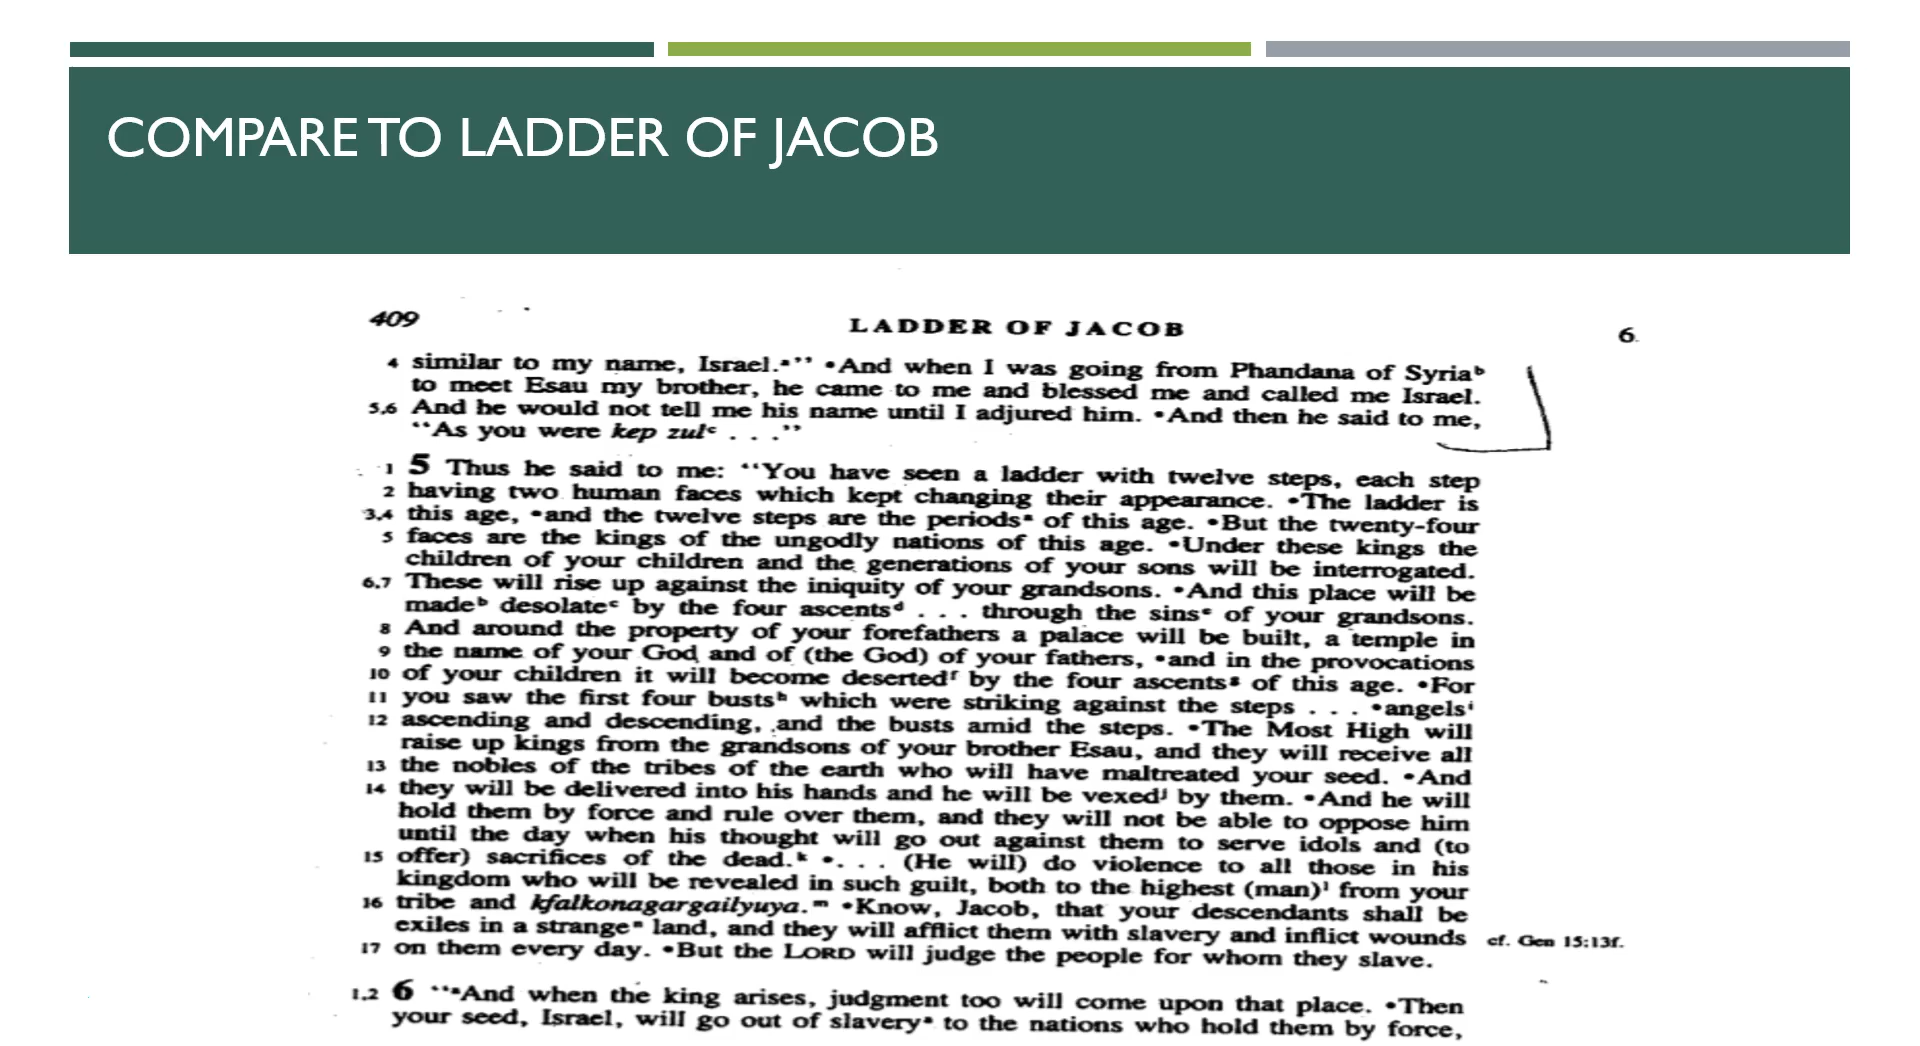 COMPARE TO LADDER OF JACOB
409 LADDER OF JACOB 6
4 similar to my name, Israel.ᵃ” •And when I was going from Phandana of Syriaᵇ
to meet Esau my brother, he came to me and blessed me and called me Israel.
5,6 And he would not tell me his name until I adjured him. •And then he said to me,
“As you were kep zulᶜ . . .”
1 5 Thus he said to me: “You have seen a ladder with twelve steps, each step
2 having two human faces which kept changing their appearance. •The ladder is
3,4 this age, •and the twelve steps are the periodsᵃ of this age. •But the twenty-four
5 faces are the kings of the ungodly nations of this age. •Under these kings the
children of your children and the generations of your sons will be interrogated.
6,7 These will rise up against the iniquity of your grandsons. •And this place will be
madeᵇ desolateᶜ by the four ascentsᵈ . . . through the sinsᵉ of your grandsons.
8 And around the property of your forefathers a palace will be built, a temple in
9 the name of your God and of (the God) of your fathers, •and in the provocations
10 of your children it will become desertedᶠ by the four ascentsᵍ of this age. •For
11 you saw the first four bustsʰ which were striking against the steps . . . •angelsⁱ
12 ascending and descending, and the busts amid the steps. •The Most High will
raise up kings from the grandsons of your brother Esau, and they will receive all
13 the nobles of the tribes of the earth who will have maltreated your seed. •And
14 they will be delivered into his hands and he will be vexedʲ by them. •And he will
hold them by force and rule over them, and they will not be able to oppose him
until the day when his thought will go out against them to serve idols and (to
15 offer) sacrifices of the dead.ᵏ •. . . (He will) do violence to all those in his
kingdom who will be revealed in such guilt, both to the highest (man)ˡ from your
16 tribe and kfalkonagargailyuya.ᵐ •Know, Jacob, that your descendants shall be
exiles in a strangeⁿ land, and they will afflict them with slavery and inflict wounds cf. Gen 15:13f.
17 on them every day. •But the LORD will judge the people for whom they slave.
1,2 6 “ᵃAnd when the king arises, judgment too will come upon that place. •Then
your seed, Israel, will go out of slaveryᵃ to the nations who hold them by force,